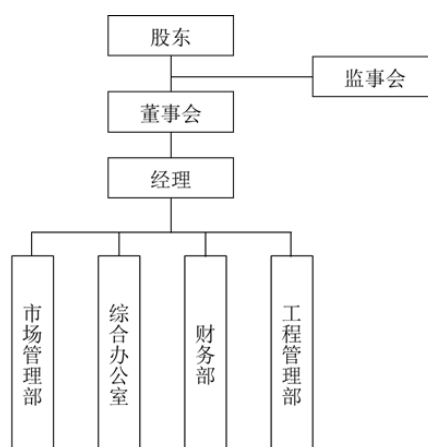 股东
监事会
董事会
经理
市场管理部
综合办公室
财务部
工程管理部